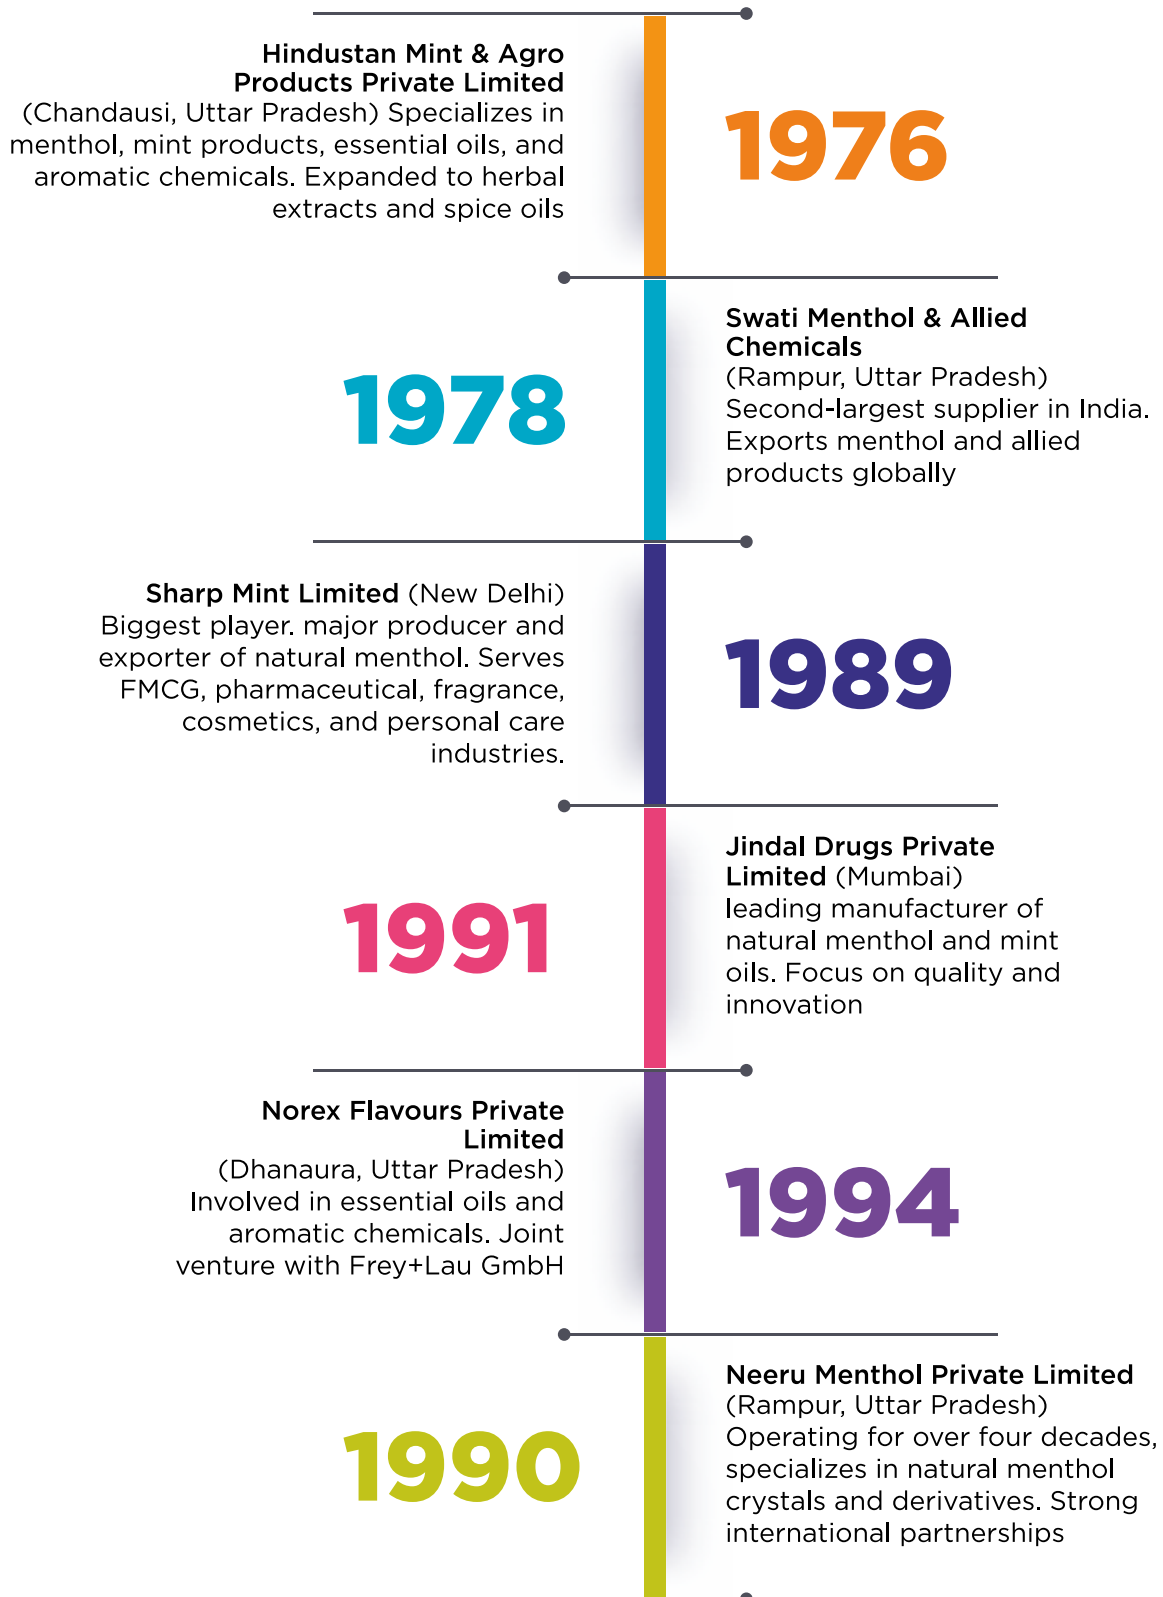 Hindustan Mint & Agro
Products Private Limited
(Chandausi, Uttar Pradesh) Specializes in
menthol, mint products, essential oils, and
aromatic chemicals. Expanded to herbal
extracts and spice oils
1976
1978
Swati Menthol & Allied
Chemicals
(Rampur, Uttar Pradesh)
Second-largest supplier in India.
Exports menthol and allied
products globally
Sharp Mint Limited (New Delhi)
Biggest player. major producer and
exporter of natural menthol. Serves
FMCG, pharmaceutical, fragrance,
cosmetics, and personal care
industries.
1989
1991
Jindal Drugs Private
Limited (Mumbai)
leading manufacturer of
natural menthol and mint
oils. Focus on quality and
innovation
Norex Flavours Private
Limited
(Dhanaura, Uttar Pradesh)
Involved in essential oils and
aromatic chemicals. Joint
venture with Frey+Lau GmbH
1994
1990
Neeru Menthol Private Limited
(Rampur, Uttar Pradesh)
Operating for over four decades,
specializes in natural menthol
crystals and derivatives. Strong
international partnerships